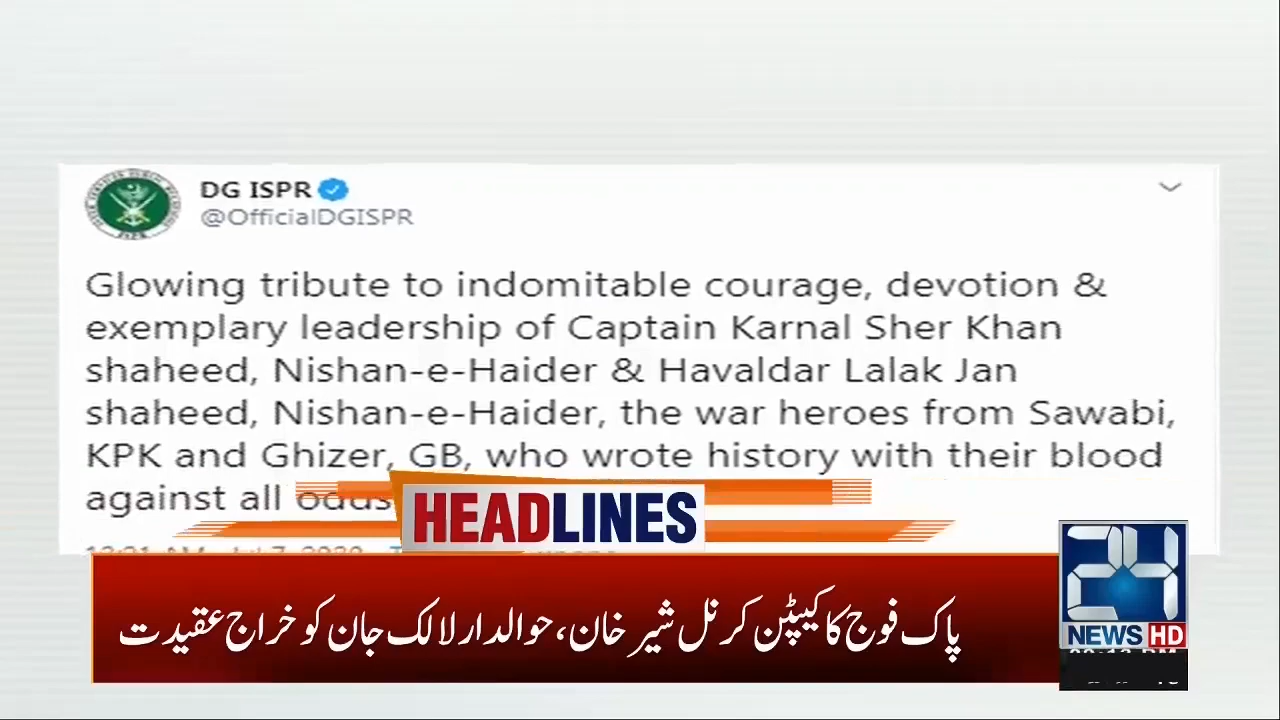 DG ISPR
@OfficialDGISPR
Glowing tribute to indomitable courage, devotion &
exemplary leadership of Captain Karnal Sher Khan
shaheed, Nishan-e-Haider & Havaldar Lalak Jan
shaheed, Nishan-e-Haider, the war heroes from Sawabi,
KPK and Ghizer, GB, who wrote history with their blood
against all odds
HEADLINES
پاک فوج کا کیپٹن کرنل شیر خان، حوالدار لالک جان کو خراج عقیدت
24
NEWS HD